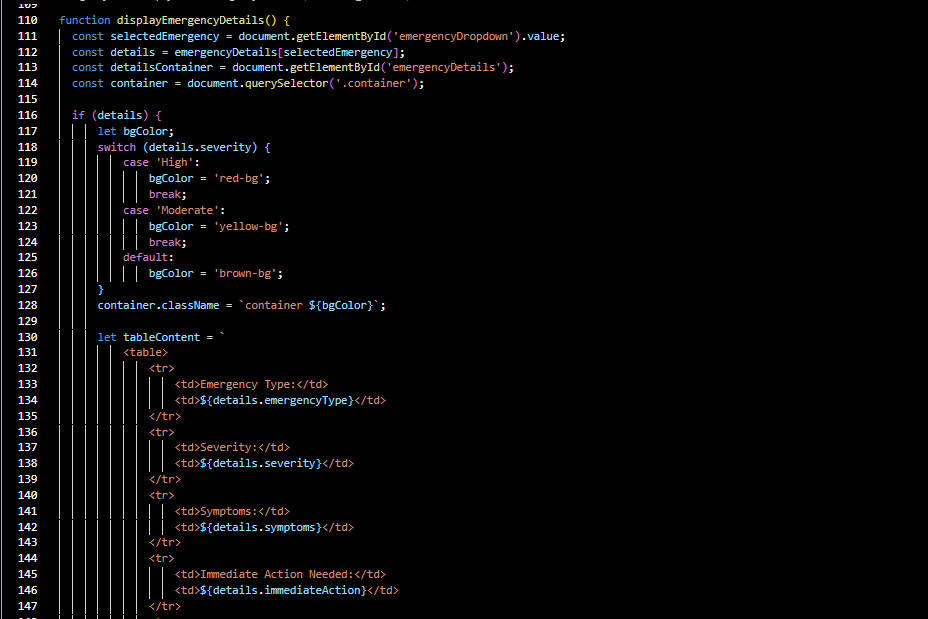 109
110 function displayEmergencyDetails() {
111 const selectedEmergency = document.getElementById('emergencyDropdown').value;
112 const details = emergencyDetails[selectedEmergency];
113 const detailsContainer = document.getElementById('emergencyDetails');
114 const container = document.querySelector('.container');
115
116 if (details) {
117 let bgColor;
118 switch (details.severity) {
119 case 'High':
120 bgColor = 'red-bg';
121 break;
122 case 'Moderate':
123 bgColor = 'yellow-bg';
124 break;
125 default:
126 bgColor = 'brown-bg';
127 }
128 container.className = `container ${bgColor}`;
129
130 let tableContent = `
131 <table>
132 <tr>
133 <td>Emergency Type:</td>
134 <td>${details.emergencyType}</td>
135 </tr>
136 <tr>
137 <td>Severity:</td>
138 <td>${details.severity}</td>
139 </tr>
140 <tr>
141 <td>Symptoms:</td>
142 <td>${details.symptoms}</td>
143 </tr>
144 <tr>
145 <td>Immediate Action Needed:</td>
146 <td>${details.immediateAction}</td>
147 </tr>